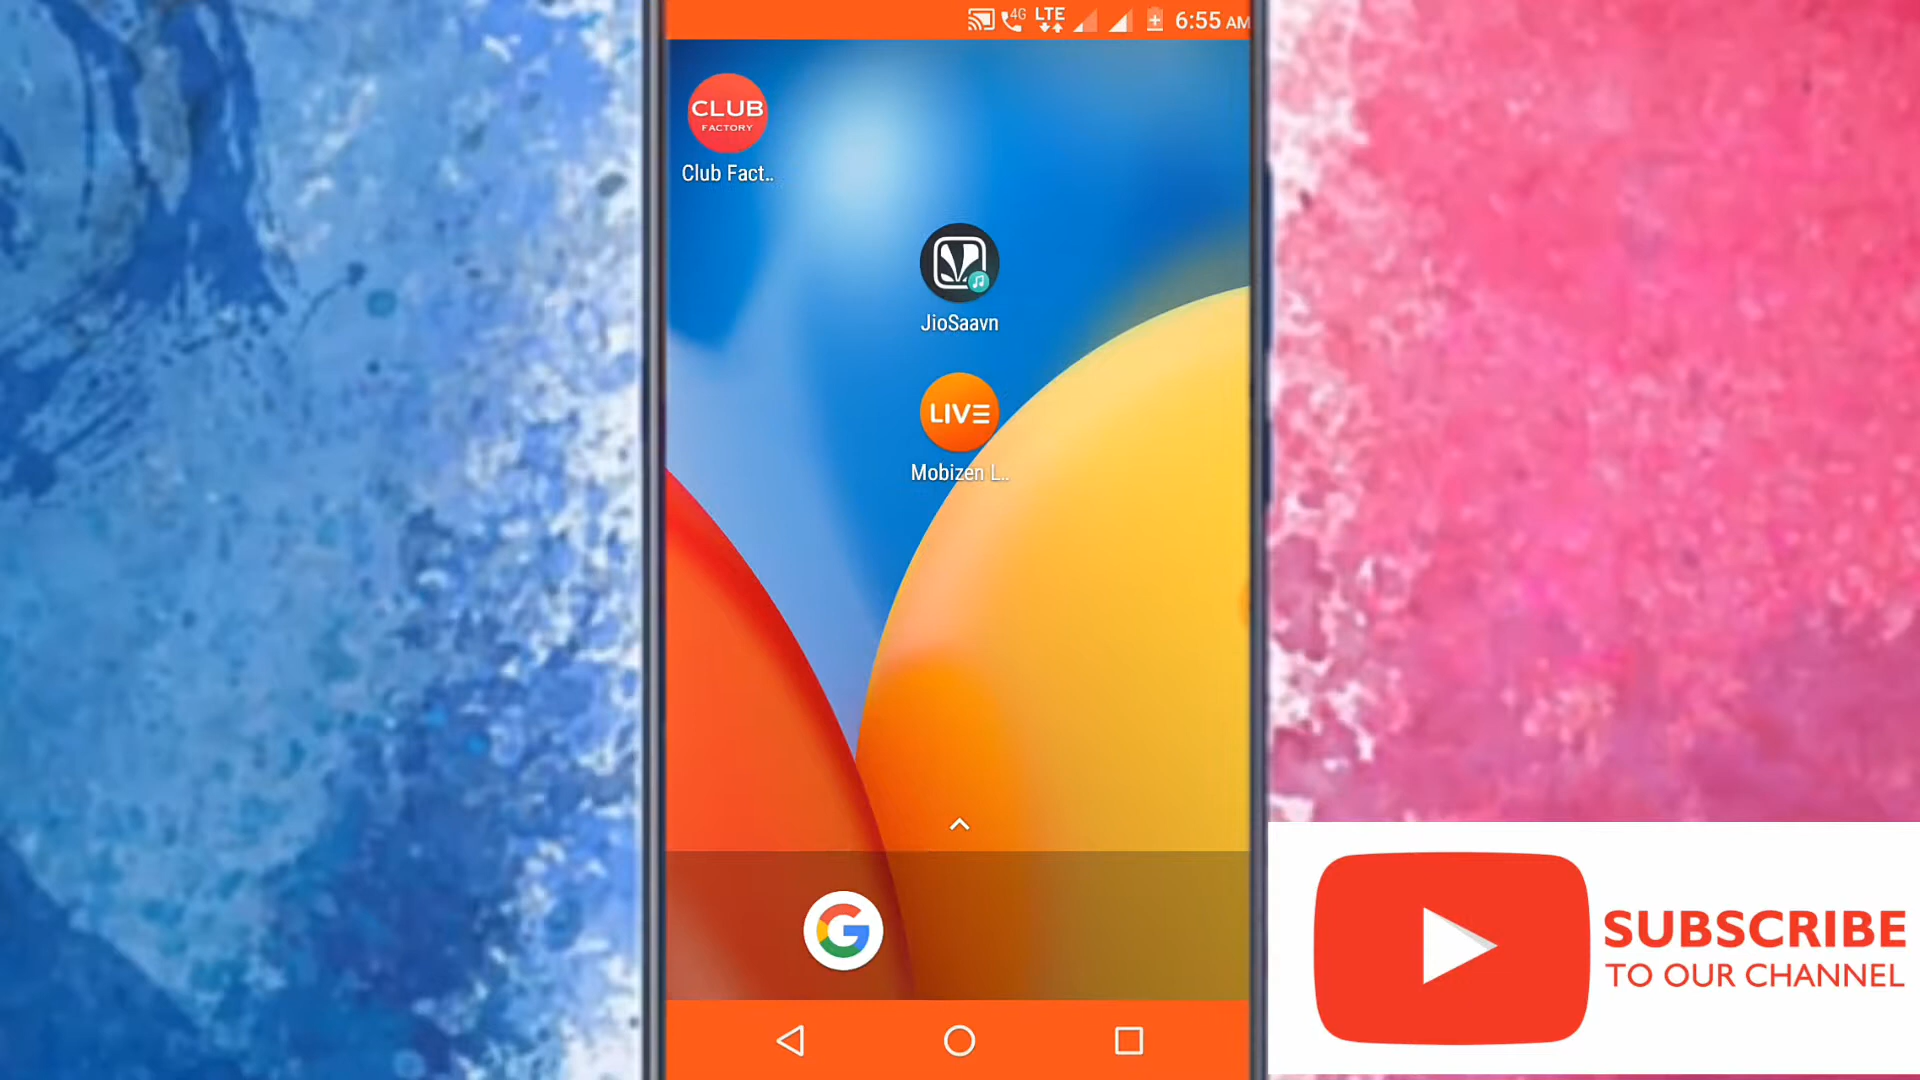 4G LTE 6:55 AM
CLUB
FACTORY
Club Fact..
JioSaavn
LIVE
Mobizen L..
G
SUBSCRIBE
TO OUR CHANNEL